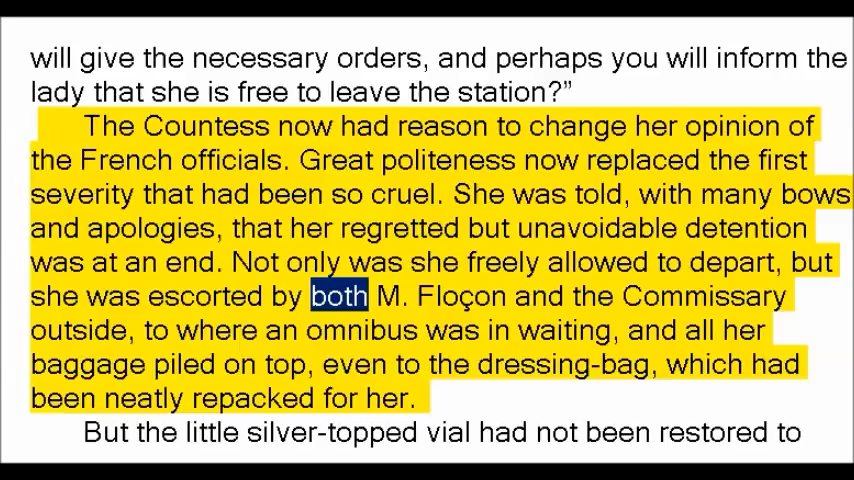 will give the necessary orders, and perhaps you will inform the
lady that she is free to leave the station?”
The Countess now had reason to change her opinion of
the French officials. Great politeness now replaced the first
severity that had been so cruel. She was told, with many bows
and apologies, that her regretted but unavoidable detention
was at an end. Not only was she freely allowed to depart, but
she was escorted by both M. Floçon and the Commissary
outside, to where an omnibus was in waiting, and all her
baggage piled on top, even to the dressing-bag, which had
been neatly repacked for her.
But the little silver-topped vial had not been restored to